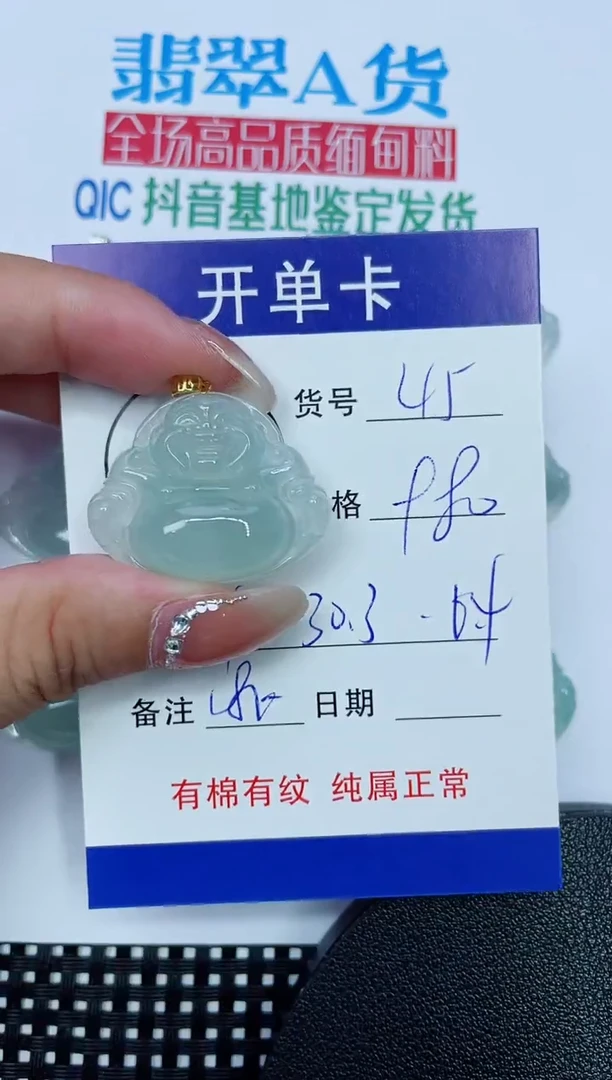 翡翠A货
全场高品质缅甸料
QIC 抖音基地鉴定发货
开单卡
货号 45
格
30.3
备注 日期
有棉有纹 纯属正常